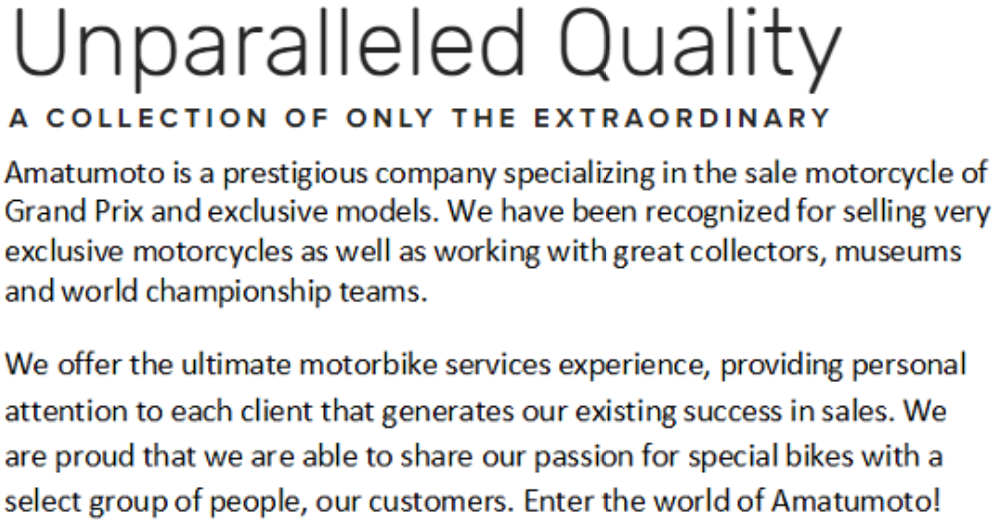 Unparalleled Quality
A COLLECTION OF ONLY THE EXTRAORDINARY
Amatumoto is a prestigious company specializing in the sale motorcycle of
Grand Prix and exclusive models. We have been recognized for selling very
exclusive motorcycles as well as working with great collectors, museums
and world championship teams.
We offer the ultimate motorbike services experience, providing personal
attention to each client that generates our existing success in sales. We
are proud that we are able to share our passion for special bikes with a
select group of people, our customers. Enter the world of Amatumoto!